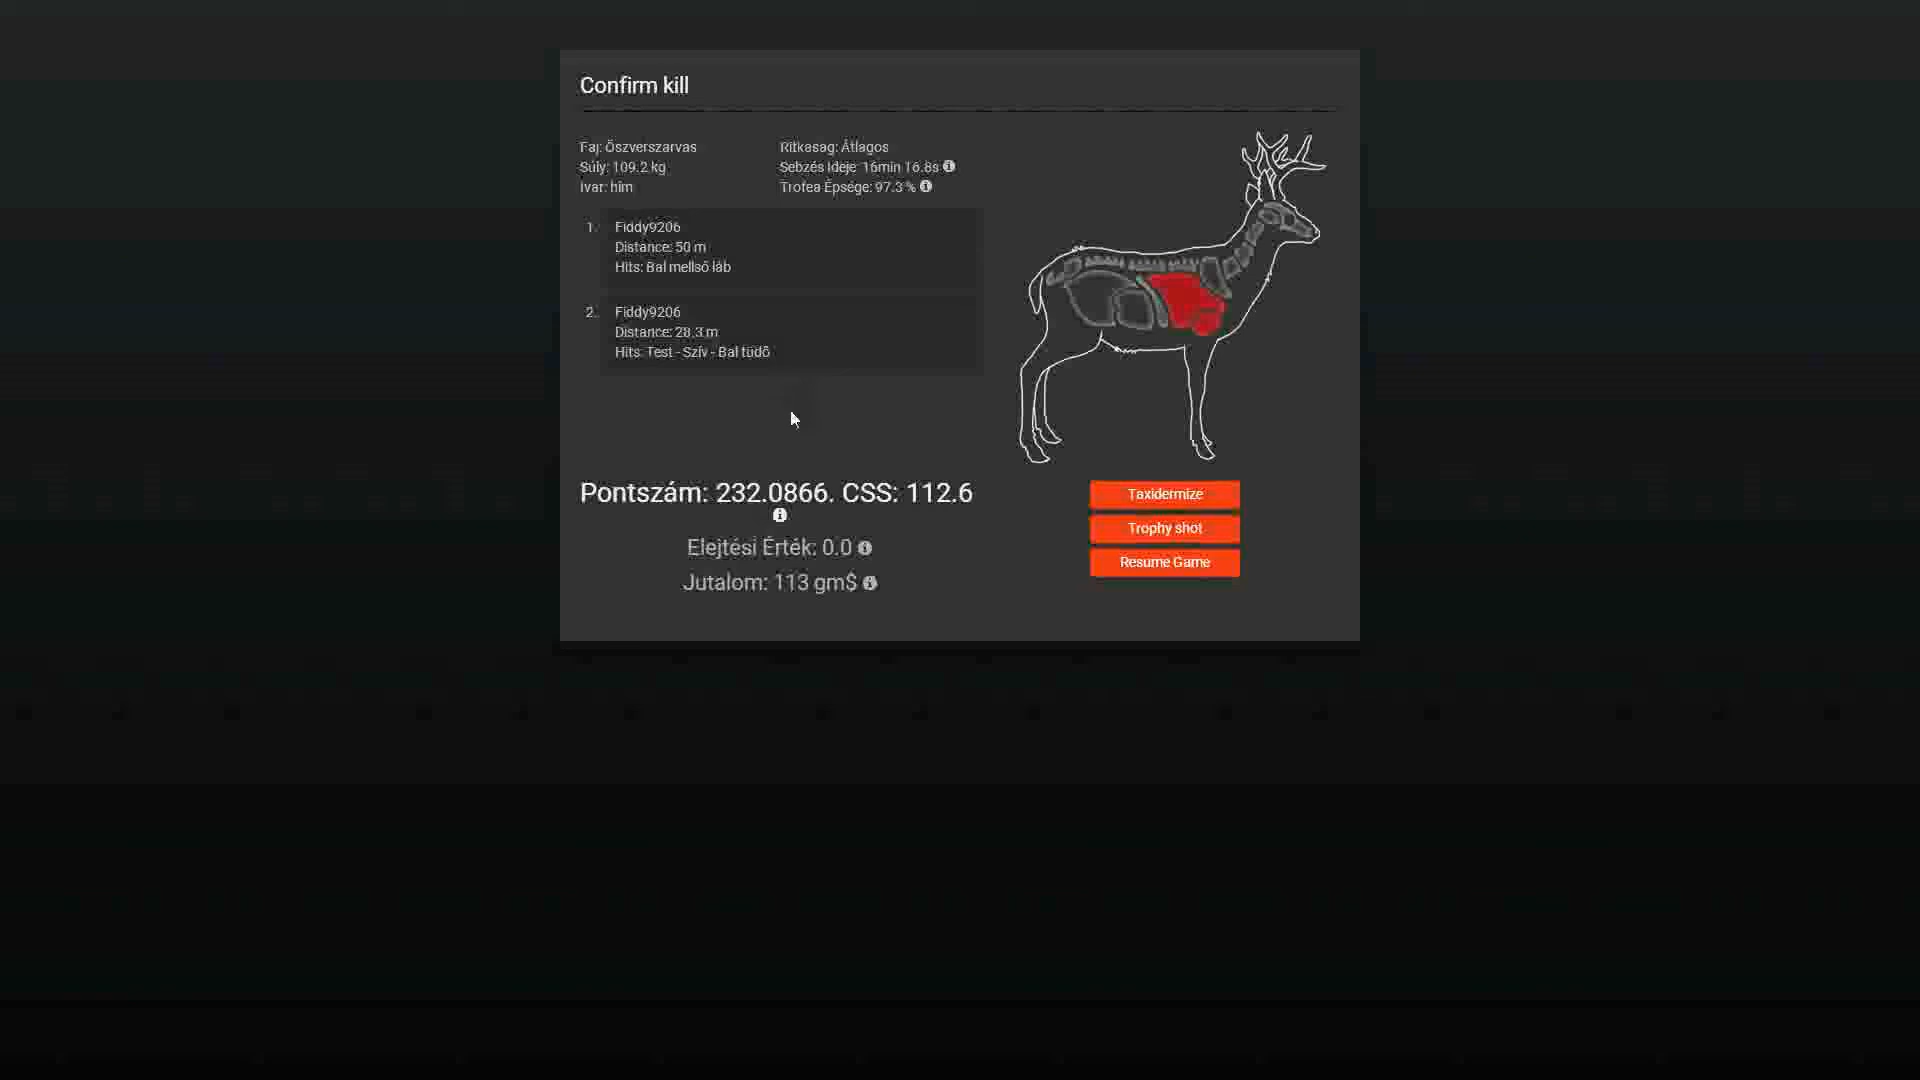 Confirm kill
Faj: Öszverszarvas
Súly: 109.2 kg
Ivar: hím
Ritkaság: Átlagos
Sebzés Ideje: 16min 16.8s
Trófea Épsége: 97.3 %
1. Fiddy9206
Distance: 50 m
Hits: Bal mellső láb
2. Fiddy9206
Distance: 28.3 m
Hits: Test - Szív - Bal tüdő
Pontszám: 232.0866. CSS: 112.6
Elejtési Érték: 0.0
Jutalom: 113 gm$
Taxidermize
Trophy shot
Resume Game